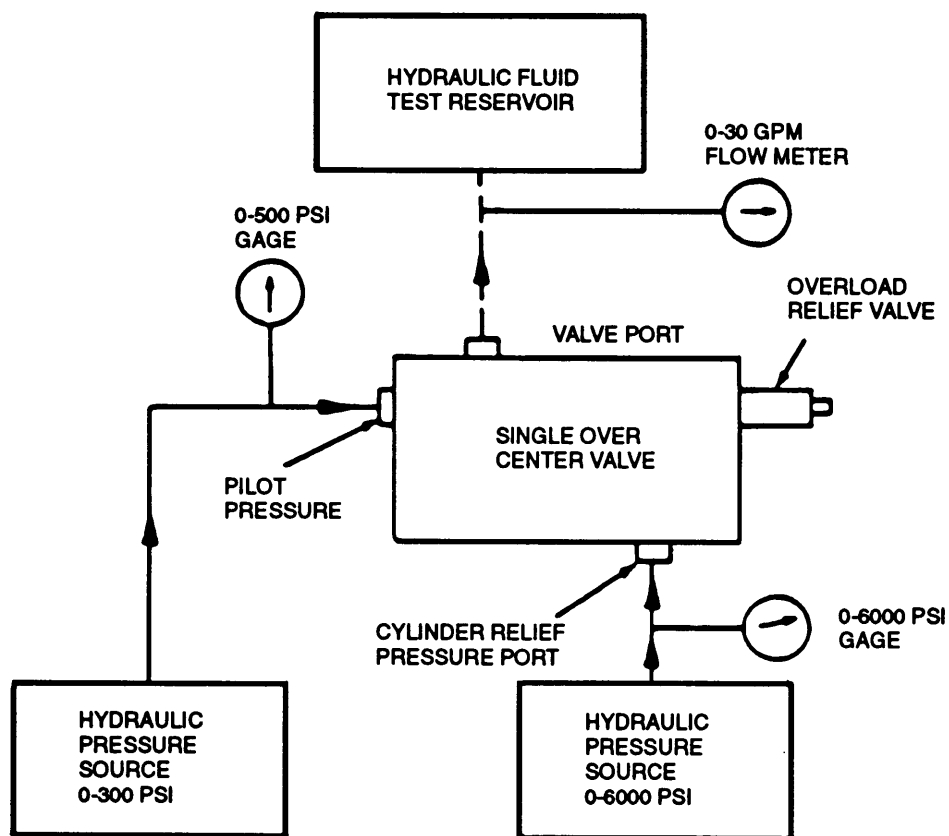 HYDRAULIC FLUID
TEST RESERVOIR
0-30 GPM
FLOW METER
0-500 PSI
GAGE
OVERLOAD
RELIEF VALVE
VALVE PORT
SINGLE OVER
CENTER VALVE
PILOT
PRESSURE
CYLINDER RELIEF
PRESSURE PORT
0-6000 PSI
GAGE
HYDRAULIC
PRESSURE
SOURCE
0-300 PSI
HYDRAULIC
PRESSURE
SOURCE
0-6000 PSI